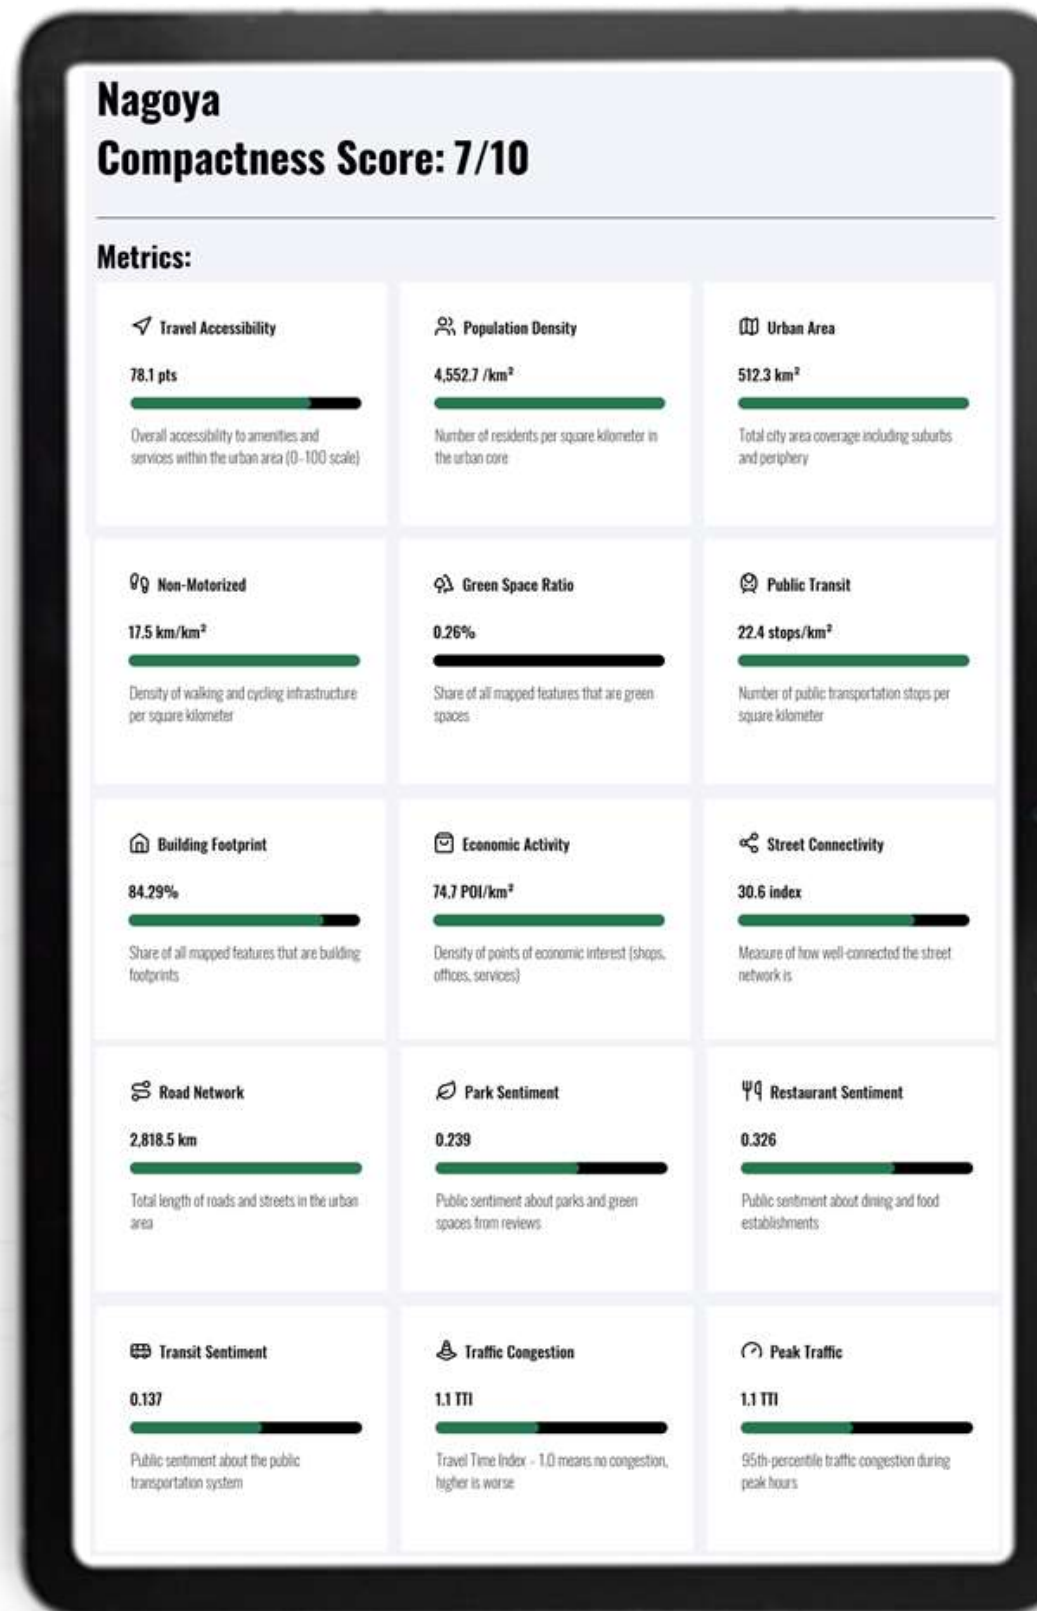 Nagoya
Compactness Score: 7/10
Metrics:
Travel Accessibility
78.1 pts
Overall accessibility to amenities and
services within the urban area (0-100 scale)
Population Density
4,552.7 /km²
Number of residents per square kilometer in
the urban core
Urban Area
512.3 km²
Total city area coverage including suburbs
and periphery
Non-Motorized
17.5 km/km²
Density of walking and cycling infrastructure
per square kilometer
Green Space Ratio
0.26%
Share of all mapped features that are green
spaces
Public Transit
22.4 stops/km²
Number of public transportation stops per
square kilometer
Building Footprint
84.29%
Share of all mapped features that are building
footprints
Economic Activity
74.7 POI/km²
Density of points of economic interest (shops,
offices, services)
Street Connectivity
30.6 index
Measure of how well-connected the street
network is
Road Network
2,818.5 km
Total length of roads and streets in the urban
area
Park Sentiment
0.239
Public sentiment about parks and green
spaces from reviews
Restaurant Sentiment
0.326
Public sentiment about dining and food
establishments
Transit Sentiment
0.137
Public sentiment about the public
transportation system
Traffic Congestion
1.1 TTI
Travel Time Index - 1.0 means no congestion,
higher is worse
Peak Traffic
1.1 TTI
95th-percentile traffic congestion during
peak hours